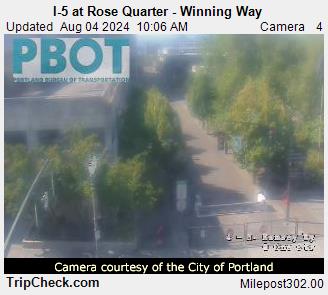 I-5 at Rose Quarter - Winning Way
Updated Aug 04 2024 10:06 AM Camera 4
PBOT
PORTLAND BUREAU OF TRANSPORTATION
Camera courtesy of the City of Portland
TripCheck.com Milepost302.00